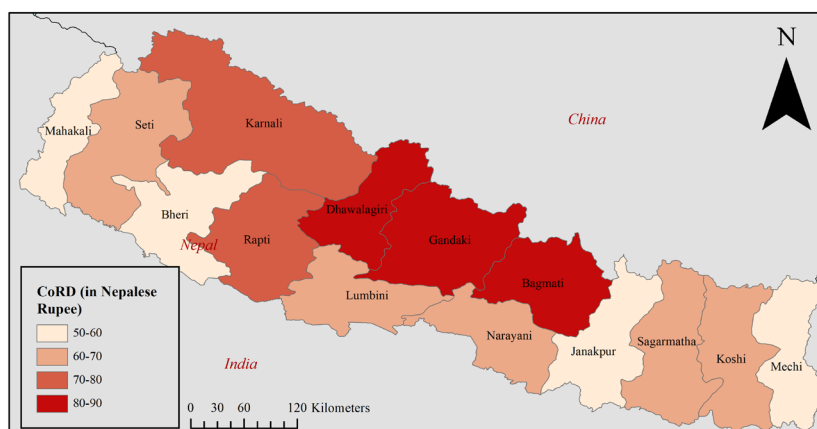 N
China
Mahakali
Seti
Karnali
Bheri
Nepal
Rapti
Dhawalagiri
Gandaki
Bagmati
Lumbini
Narayani
Janakpur
Sagarmatha
Koshi
Mechi
India
CoRD (in Nepalese
Rupee)
50-60
60-70
70-80
80-90
0 30 60 120 Kilometers